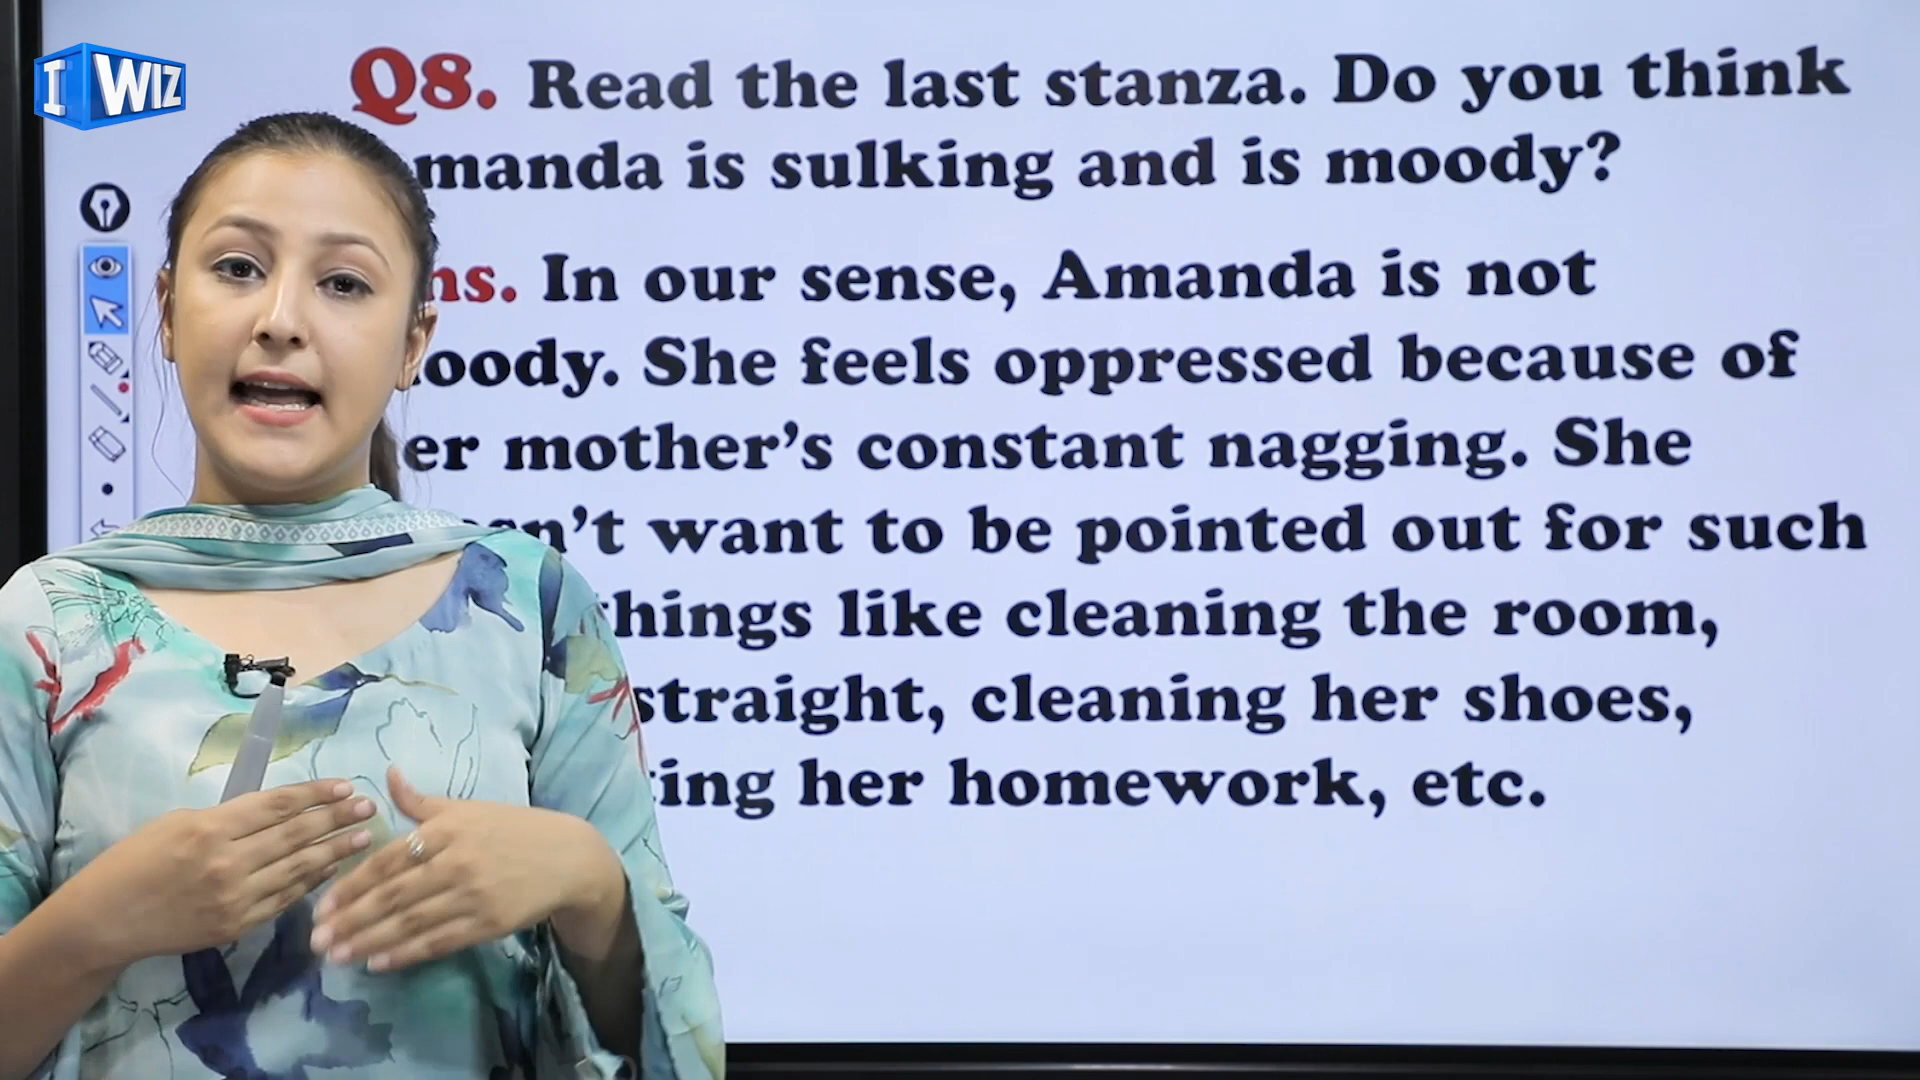 I WIZ
Q8. Read the last stanza. Do you think
manda is sulking and is moody?
ns. In our sense, Amanda is not
oody. She feels oppressed because of
er mother's constant nagging. She
n't want to be pointed out for such
things like cleaning the room,
straight, cleaning her shoes,
ing her homework, etc.